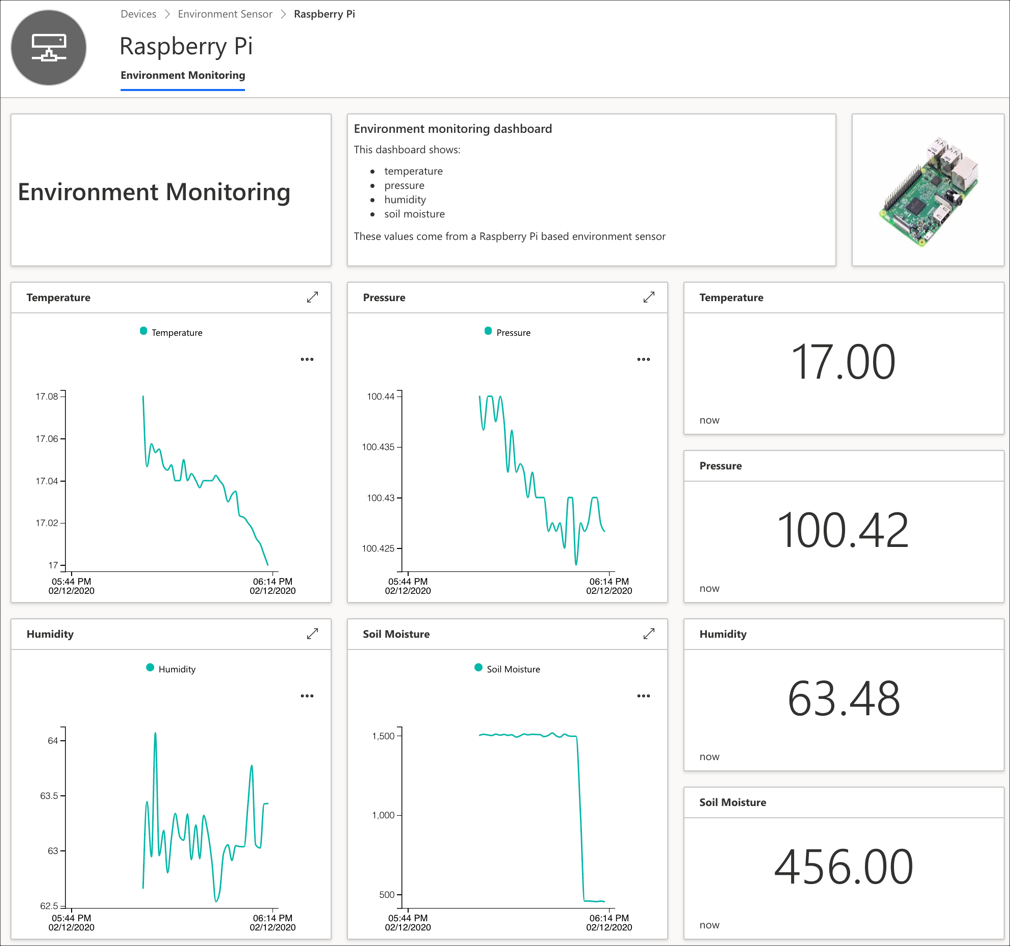 Devices > Environment Sensor > Raspberry Pi
Raspberry Pi
Environment Monitoring
Environment Monitoring
Environment monitoring dashboard
This dashboard shows:
• temperature
• pressure
• humidity
• soil moisture
These values come from a Raspberry Pi based environment sensor
Temperature
Temperature
17.08
17.06
17.04
17.02
17
05:44 PM
02/12/2020
06:14 PM
02/12/2020
Pressure
Pressure
100.44
100.435
100.43
100.425
05:44 PM
02/12/2020
06:14 PM
02/12/2020
Temperature
17.00
now
Pressure
100.42
now
Humidity
Humidity
64
63.5
63
62.5
05:44 PM
02/12/2020
06:14 PM
02/12/2020
Soil Moisture
Soil Moisture
1,500
1,000
500
05:44 PM
02/12/2020
06:14 PM
02/12/2020
Humidity
63.48
now
Soil Moisture
456.00
now